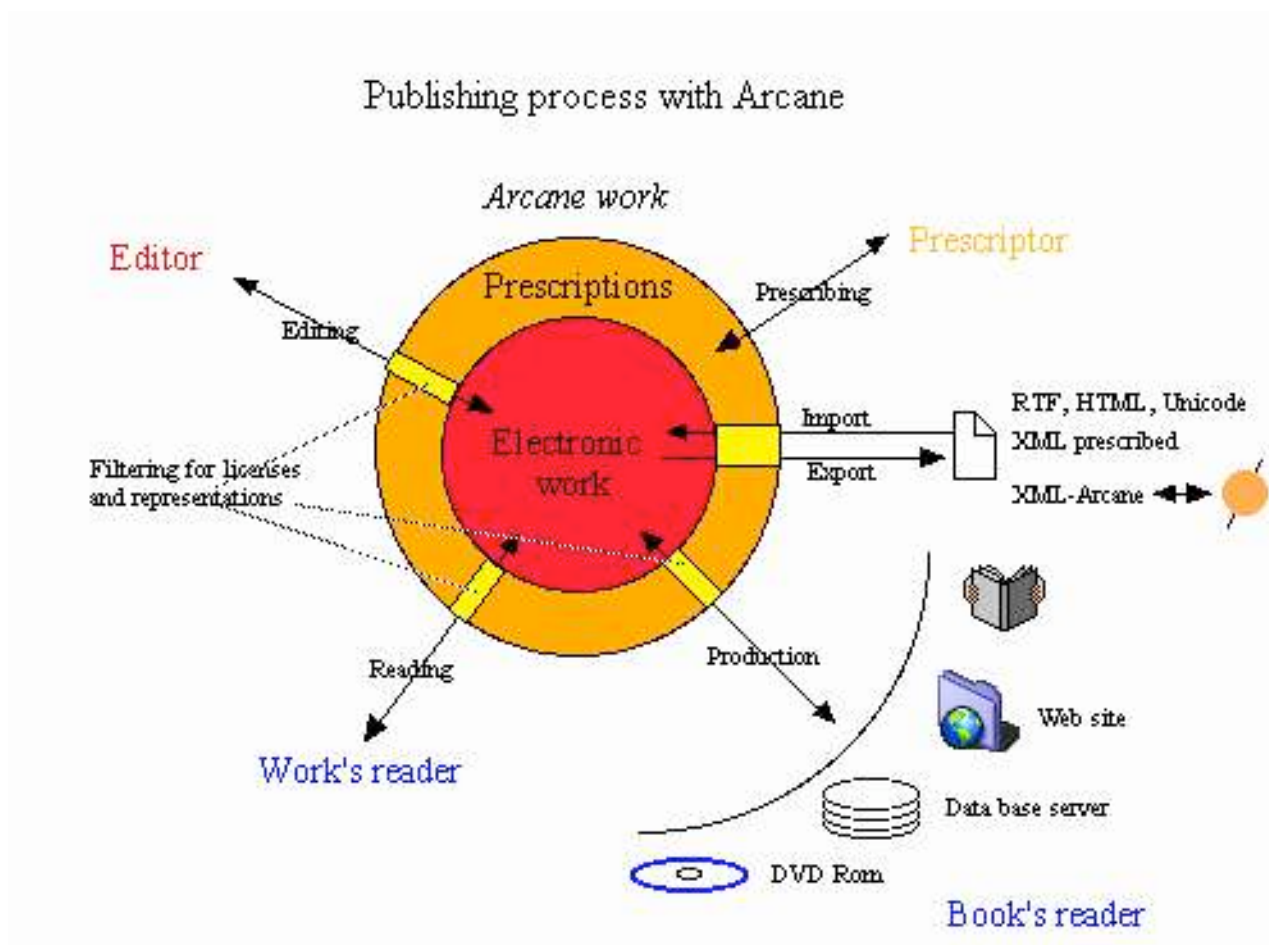 Publishing process with Arcane
Arcane work
Editor
Prescriptor
Prescriptions
Prescribing
Editing
RTF, HTML, Unicode
Import
XML prescribed
Electronic
work
Export
Filtering for licenses
and representations
XML-Arcane
Reading
Production
Web site
Work's reader
Data base server
DVD Rom
Book's reader